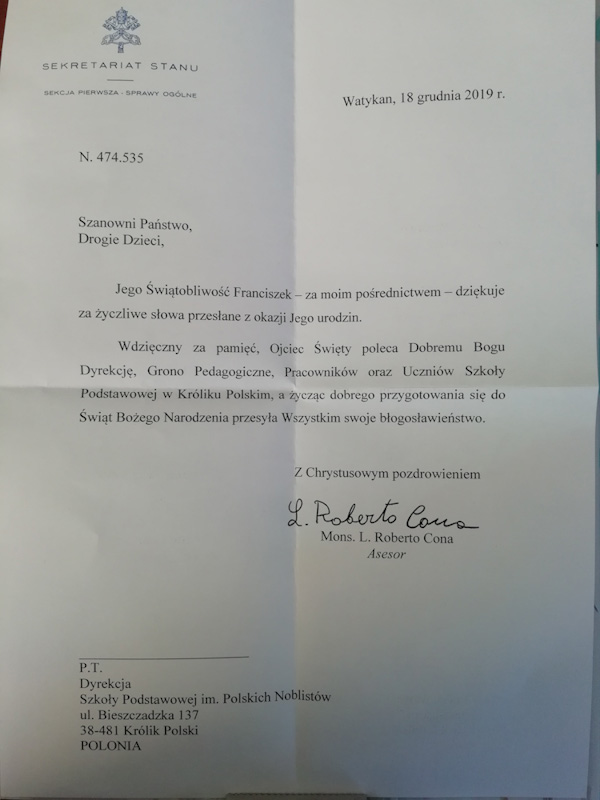 SEKRETARIAT STANU
SEKCJA PIERWSZA - SPRAWY OGÓLNE
Watykan, 18 grudnia 2019 r.
N. 474.535
Szanowni Państwo,
Drogie Dzieci,
Jego Świątobliwość Franciszek – za moim pośrednictwem – dziękuje
za życzliwe słowa przesłane z okazji Jego urodzin.
Wdzięczny za pamięć, Ojciec Święty poleca Dobremu Bogu
Dyrekcję, Grono Pedagogiczne, Pracowników oraz Uczniów Szkoły
Podstawowej w Króliku Polskim, a życząc dobrego przygotowania się do
Świąt Bożego Narodzenia przesyła Wszystkim swoje błogosławieństwo.
Z Chrystusowym pozdrowieniem
L. Roberto Cona
Mons. L. Roberto Cona
Asesor
P.T.
Dyrekcja
Szkoły Podstawowej im. Polskich Noblistów
ul. Bieszczadzka 137
38-481 Królik Polski
POLONIA